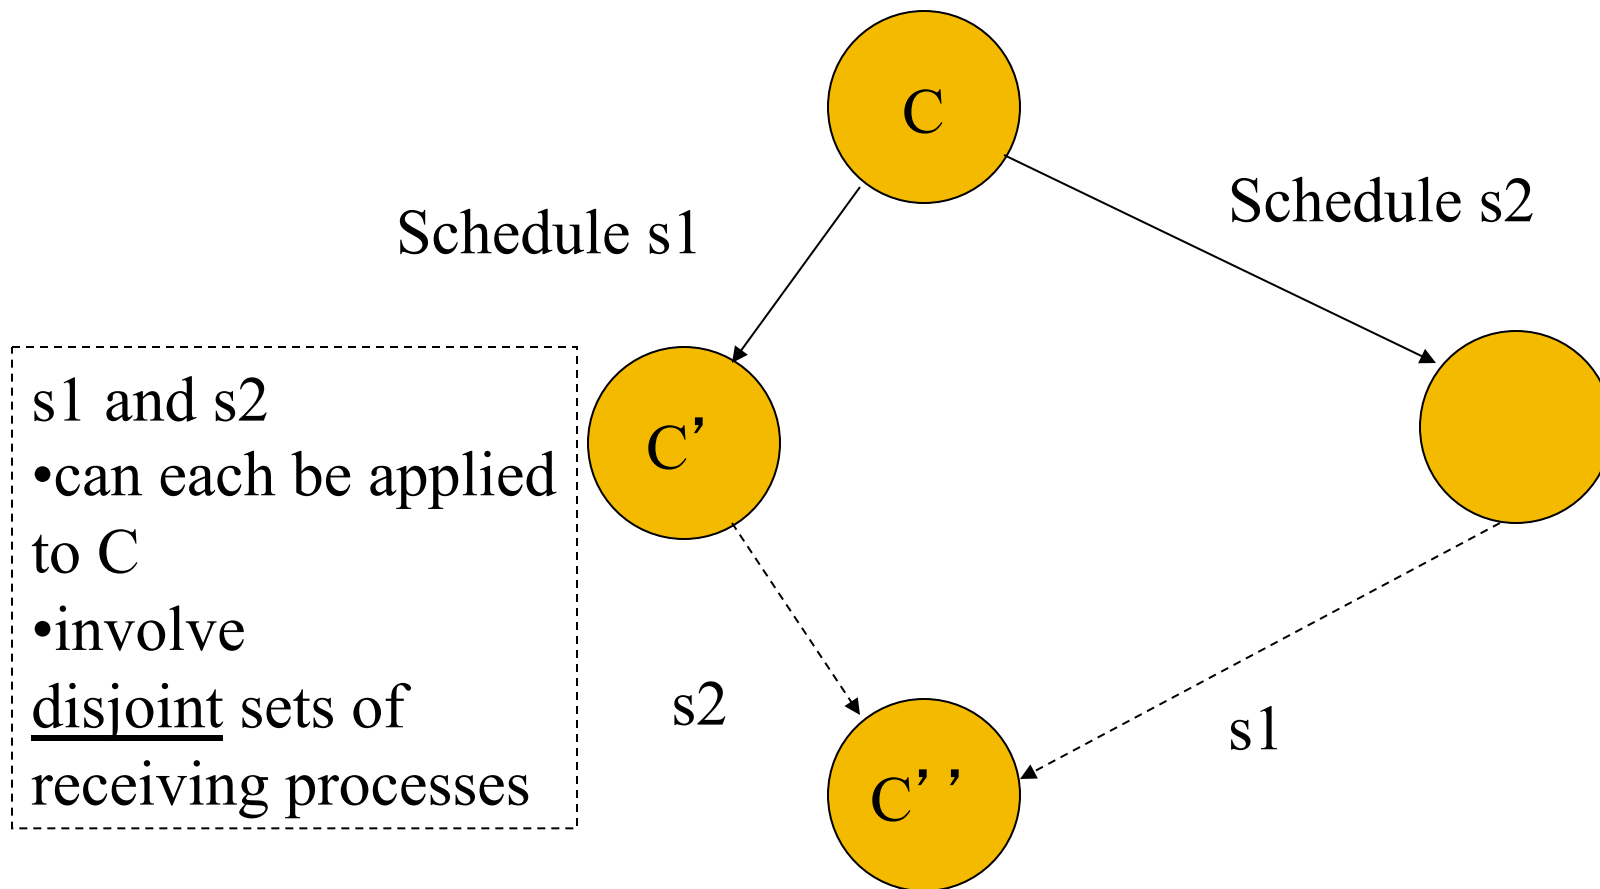 C
Schedule s2
Schedule s1
s1 and s2
•can each be applied
to C
•involve
disjoint sets of
receiving processes
C’
s2
s1
C’’